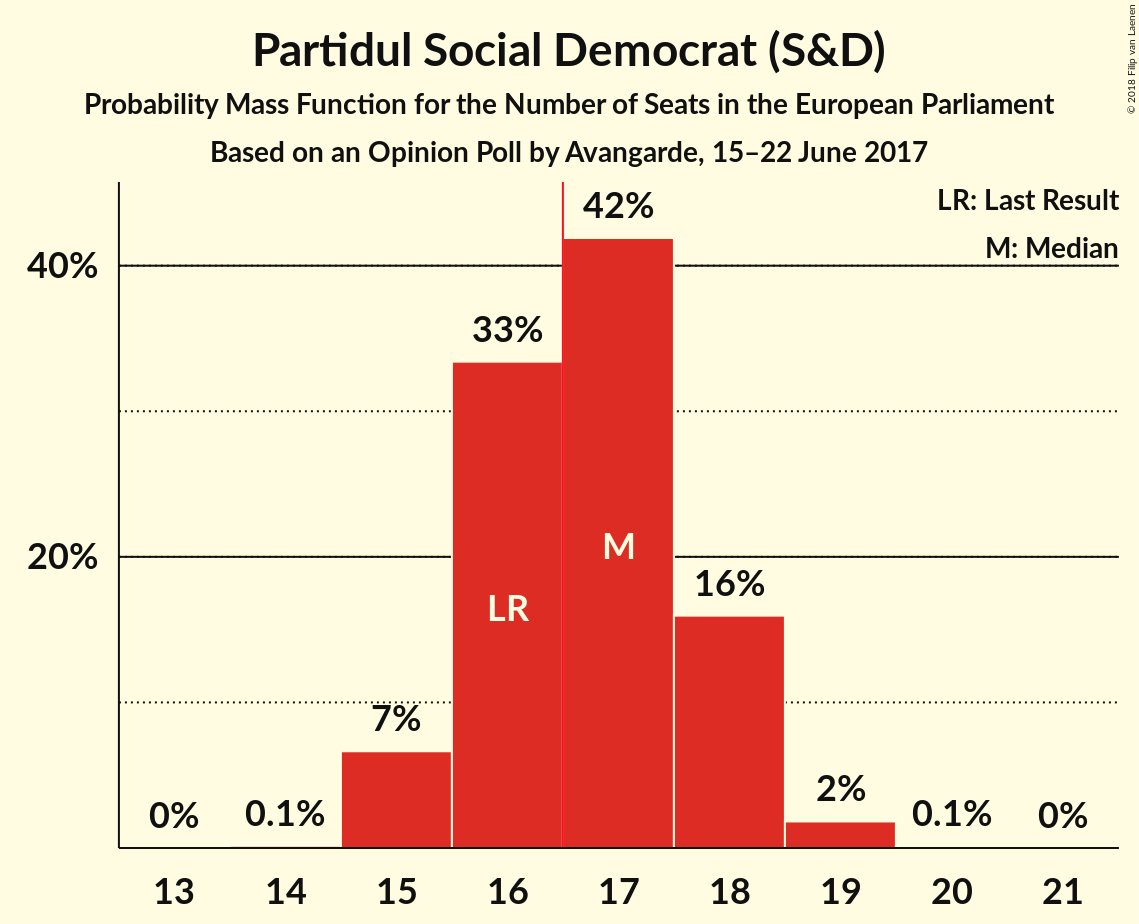 Partidul Social Democrat (S&D)
Probability Mass Function for the Number of Seats in the European Parliament
Based on an Opinion Poll by Avangarde, 15–22 June 2017
© 2018 Filip van Laenen
LR: Last Result
M: Median
40%
20%
0%
0.1%
7%
33%
42%
16%
2%
0.1%
0%
LR
M
13 14 15 16 17 18 19 20 21